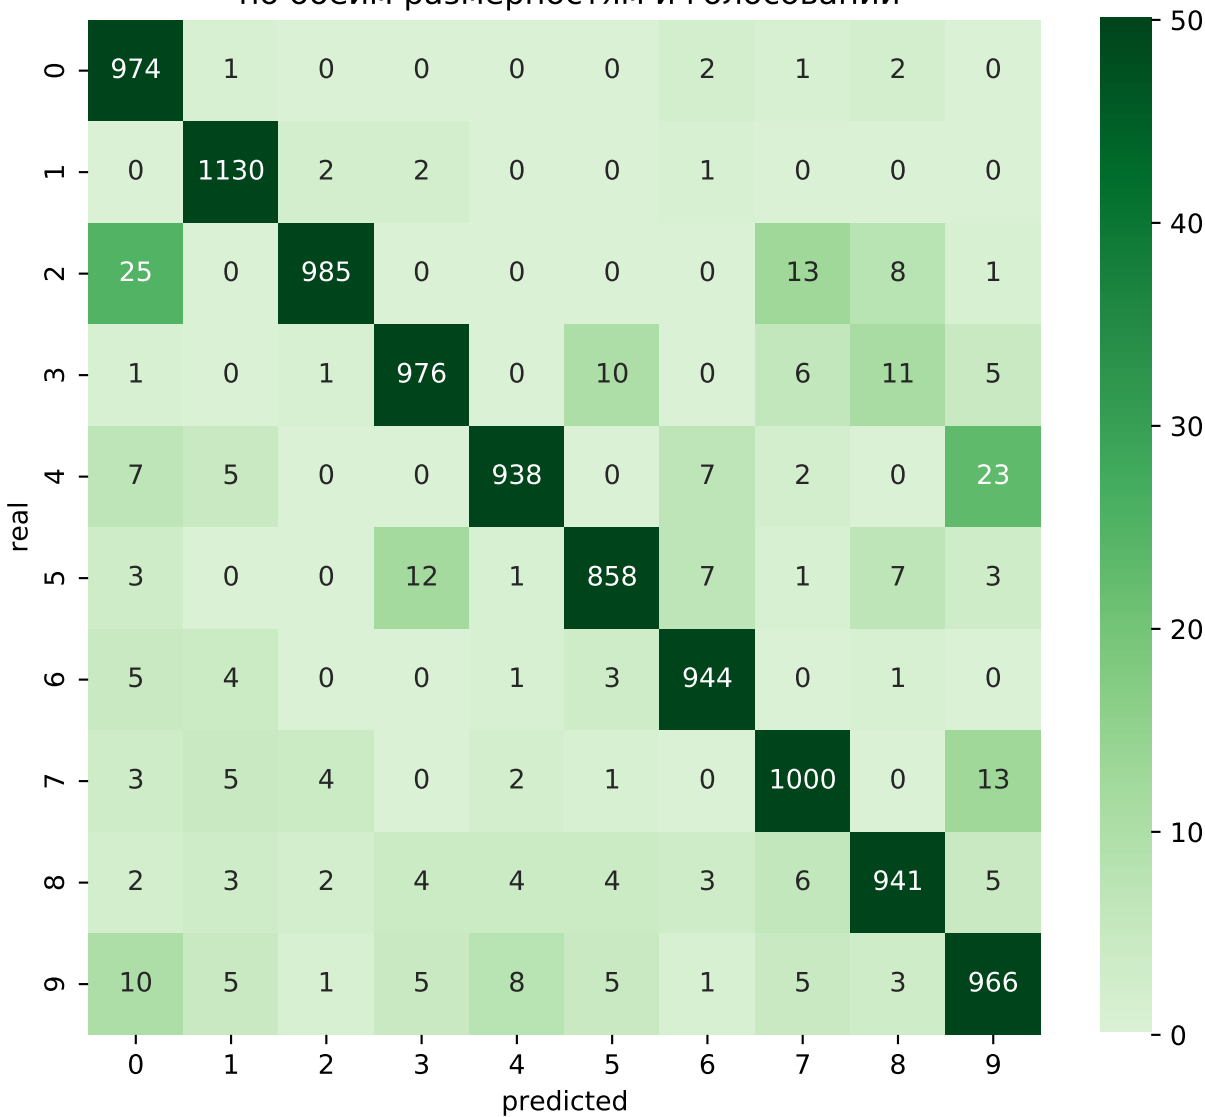 по обеим размерностям и голосовании
0 974 1 0 0 0 0 2 1 2 0
1 0 1130 2 2 0 0 1 0 0 0
2 25 0 985 0 0 0 0 13 8 1
3 1 0 1 976 0 10 0 6 11 5
4 7 5 0 0 938 0 7 2 0 23
5 3 0 0 12 1 858 7 1 7 3
6 5 4 0 0 1 3 944 0 1 0
7 3 5 4 0 2 1 0 1000 0 13
8 2 3 2 4 4 4 3 6 941 5
9 10 5 1 5 8 5 1 5 3 966
0 1 2 3 4 5 6 7 8 9
predicted
real
50
40
30
20
10
0